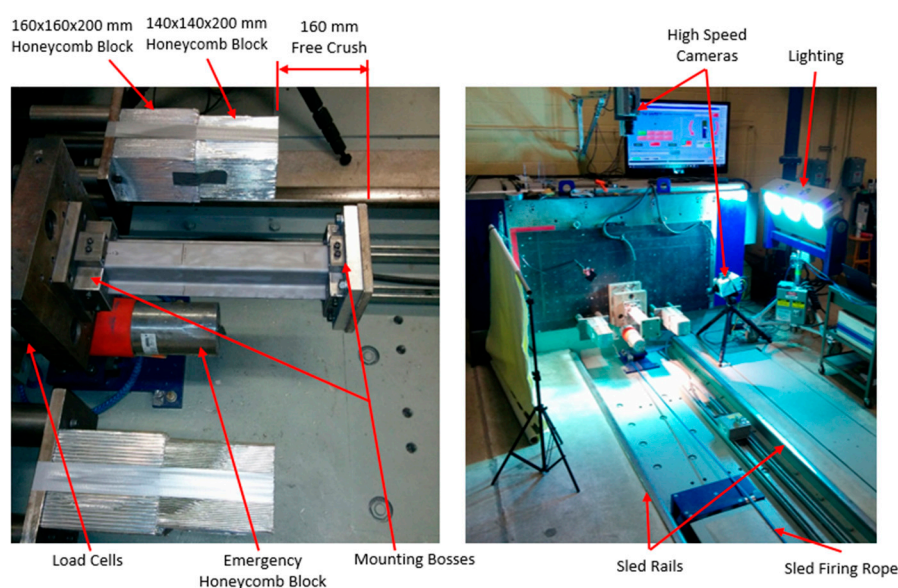 160x160x200 mm
Honeycomb Block
140x140x200 mm
Honeycomb Block
160 mm
Free Crush
High Speed
Cameras
Lighting
Load Cells
Emergency
Honeycomb Block
Mounting Bosses
Sled Rails
Sled Firing Rope